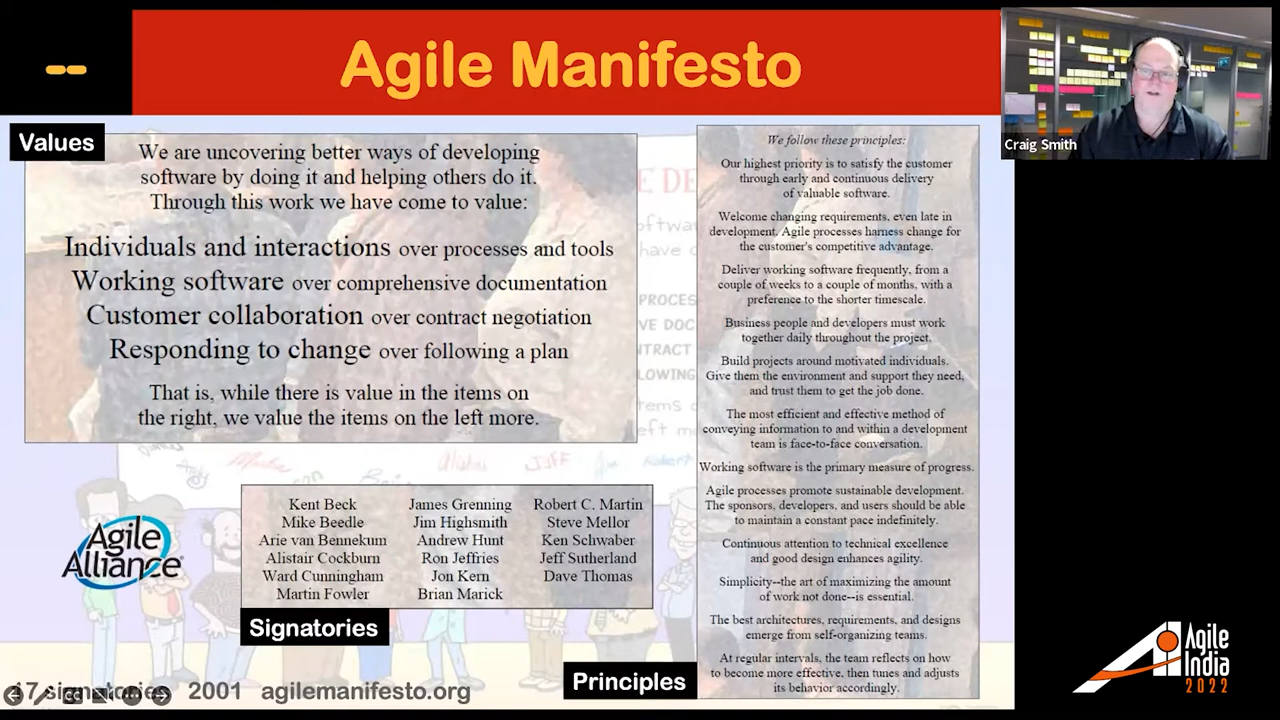 --
Agile Manifesto
Craig Smith
Values
We are uncovering better ways of developing
software by doing it and helping others do it.
Through this work we have come to value:
Individuals and interactions over processes and tools
Working software over comprehensive documentation
Customer collaboration over contract negotiation
Responding to change over following a plan
That is, while there is value in the items on
the right, we value the items on the left more.
We follow these principles:
Our highest priority is to satisfy the customer
through early and continuous delivery
of valuable software.
Welcome changing requirements, even late in
development. Agile processes harness change for
the customer's competitive advantage.
Deliver working software frequently, from a
couple of weeks to a couple of months, with a
preference to the shorter timescale.
Business people and developers must work
together daily throughout the project.
Build projects around motivated individuals.
Give them the environment and support they need,
and trust them to get the job done.
The most efficient and effective method of
conveying information to and within a development
team is face-to-face conversation.
Working software is the primary measure of progress.
Agile processes promote sustainable development.
The sponsors, developers, and users should be able
to maintain a constant pace indefinitely.
Continuous attention to technical excellence
and good design enhances agility.
Simplicity--the art of maximizing the amount
of work not done--is essential.
The best architectures, requirements, and designs
emerge from self-organizing teams.
At regular intervals, the team reflects on how
to become more effective, then tunes and adjusts
its behavior accordingly.
Principles
Agile
Alliance
Kent Beck
Mike Beedle
Arie van Bennekum
Alistair Cockburn
Ward Cunningham
Martin Fowler
James Grenning
Jim Highsmith
Andrew Hunt
Ron Jeffries
Jon Kern
Brian Marick
Robert C. Martin
Steve Mellor
Ken Schwaber
Jeff Sutherland
Dave Thomas
Signatories
17 signatories 2001 agilemanifesto.org
Agile
India
2022